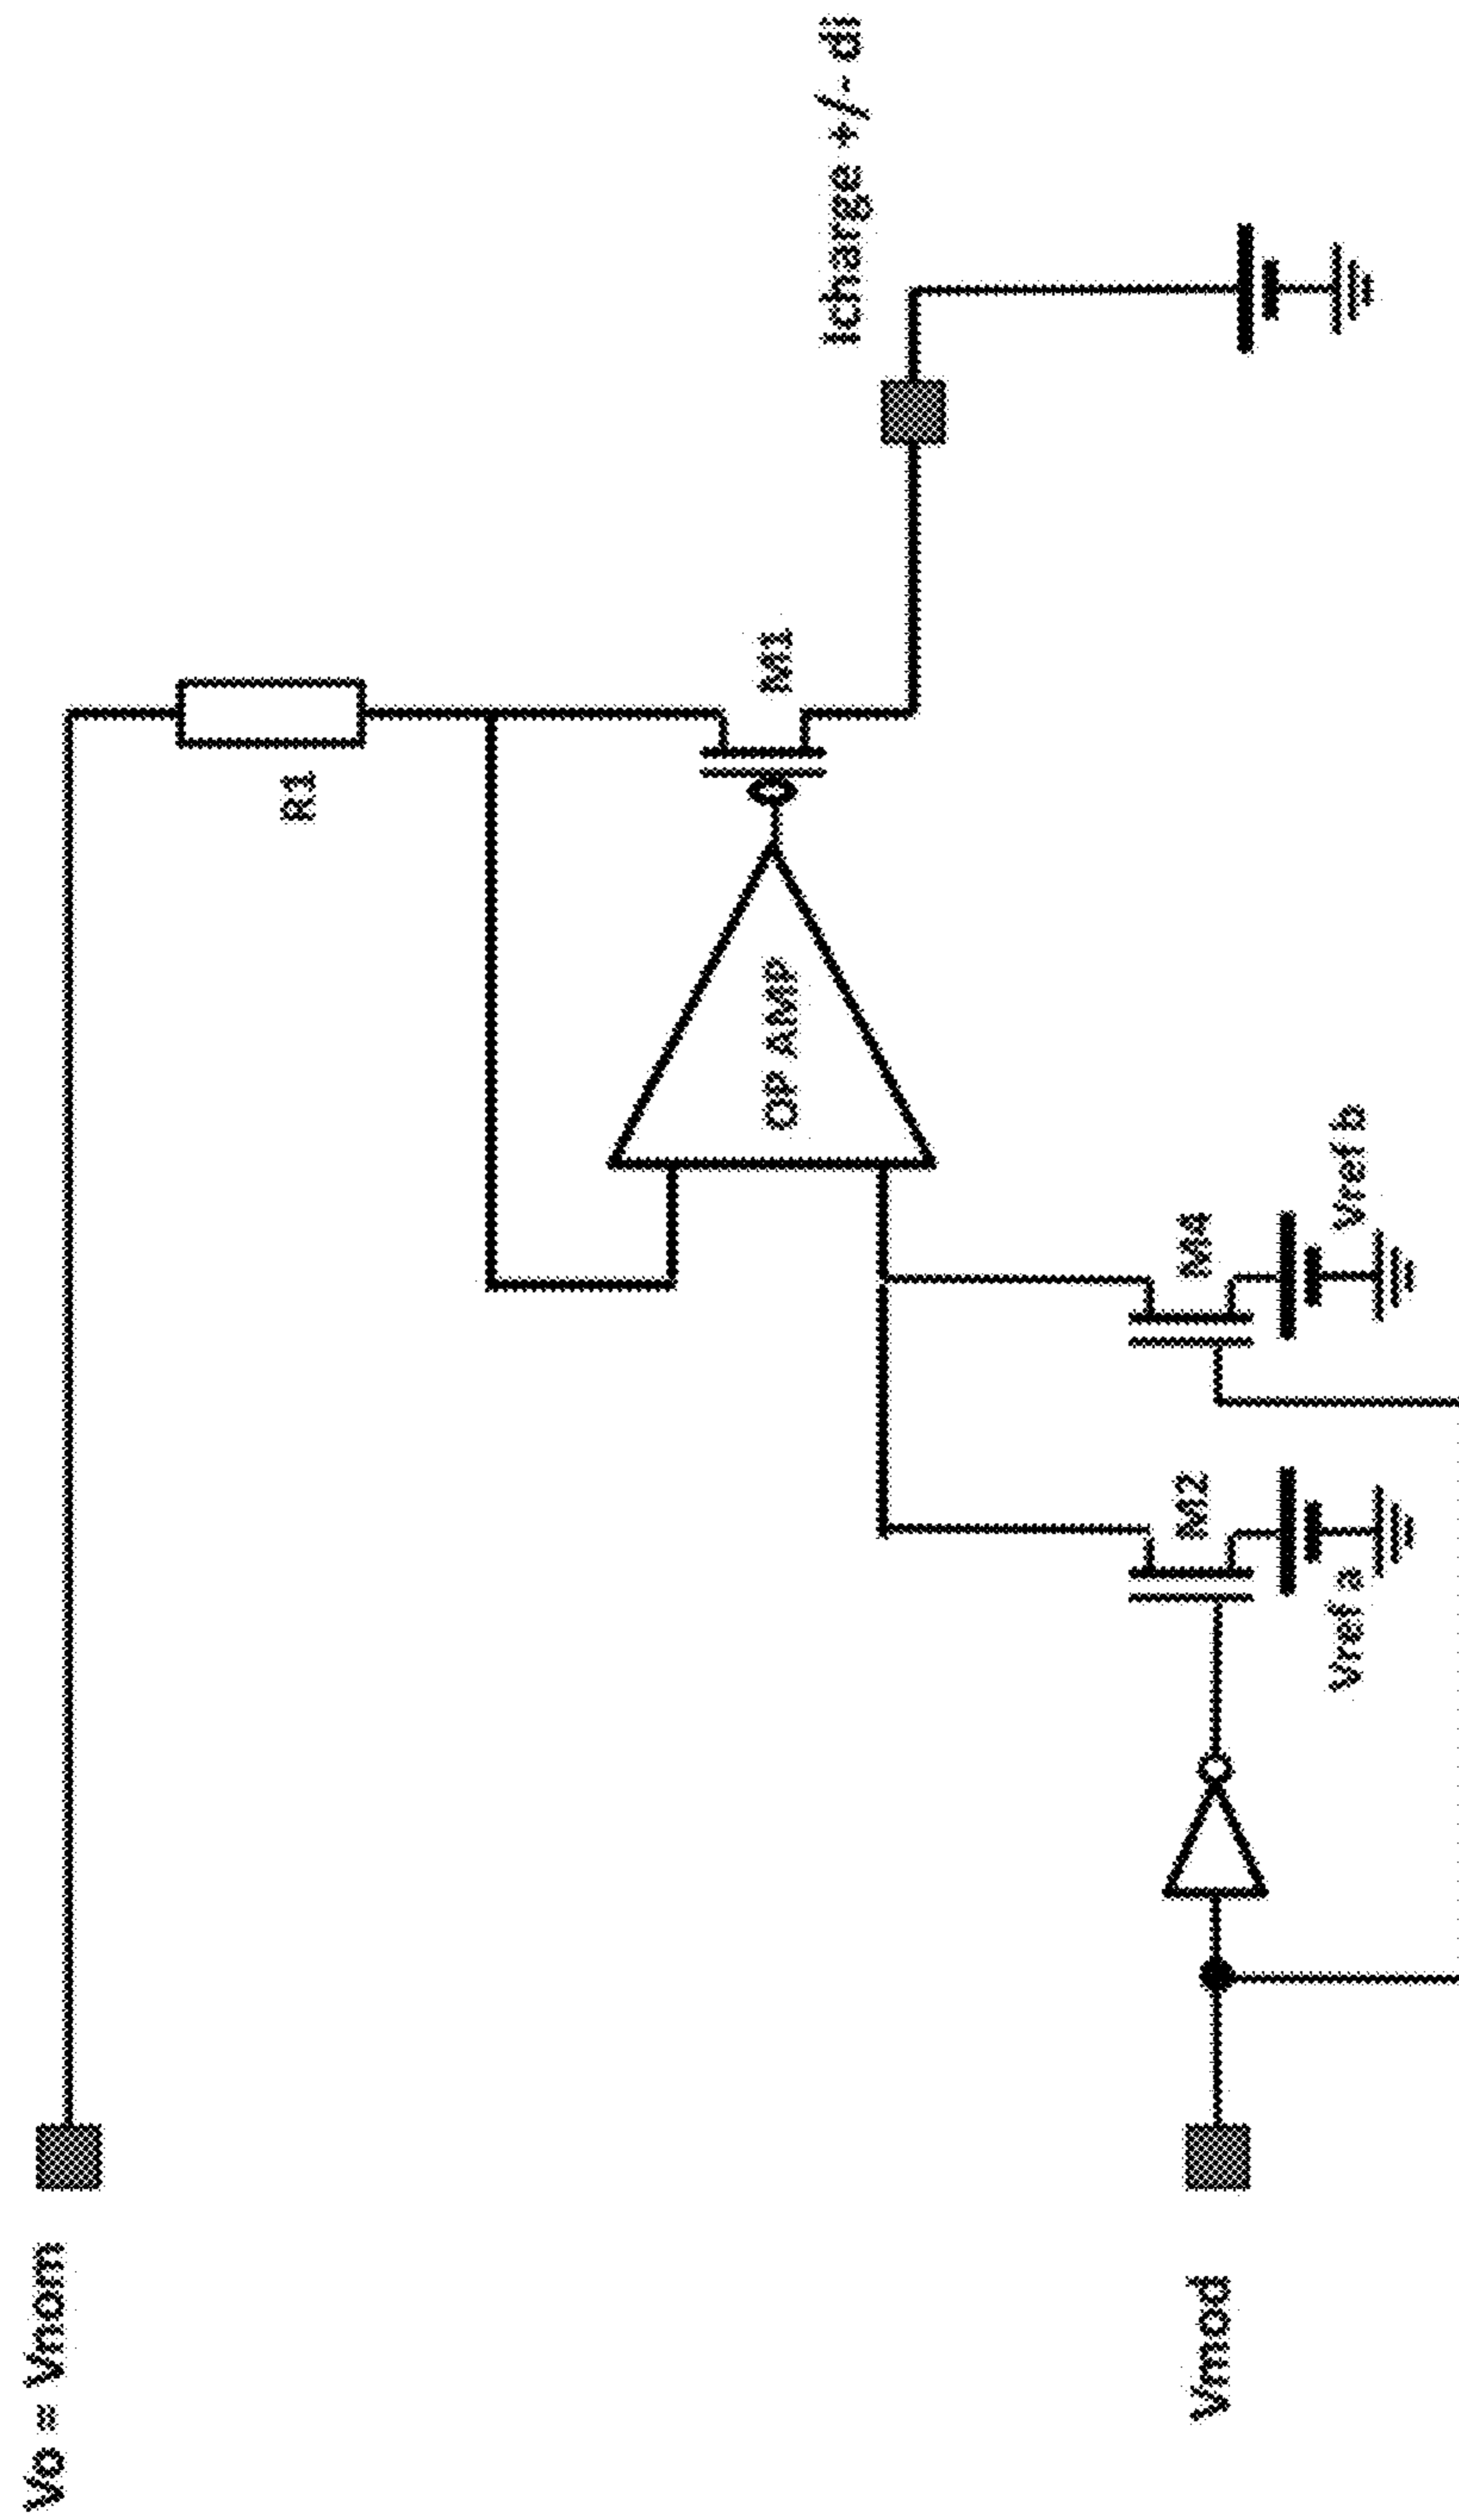 Vo = Vnom
R1
M1
Icharge +/- di
OP AMP
Vmod
M2
M4
Vref a
Vref b